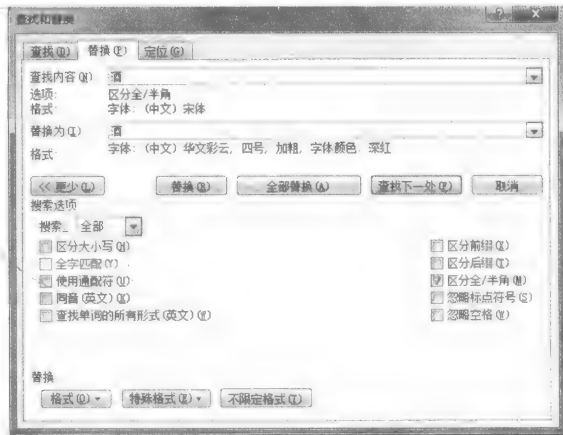 查找和替换
查找(D) 替换(P) 定位(G)
查找内容(N) 酒
选项: 区分全/半角
格式: 字体: (中文) 宋体
替换为(I) 酒
格式: 字体: (中文) 华文彩云, 四号, 加粗, 字体颜色: 深红
<< 更少(L) 替换(R) 全部替换(A) 查找下一处(F) 取消
搜索选项
搜索_ 全部
区分大小写(H) 区分前缀(X)
全字匹配(Y) 区分后缀(T)
使用通配符(U) 区分全/半角(M)
同音(英文)(K) 忽略标点符号(S)
查找单词的所有形式(英文)(W) 忽略空格(W)
替换
格式(O) 特殊格式(E) 不限定格式(T)